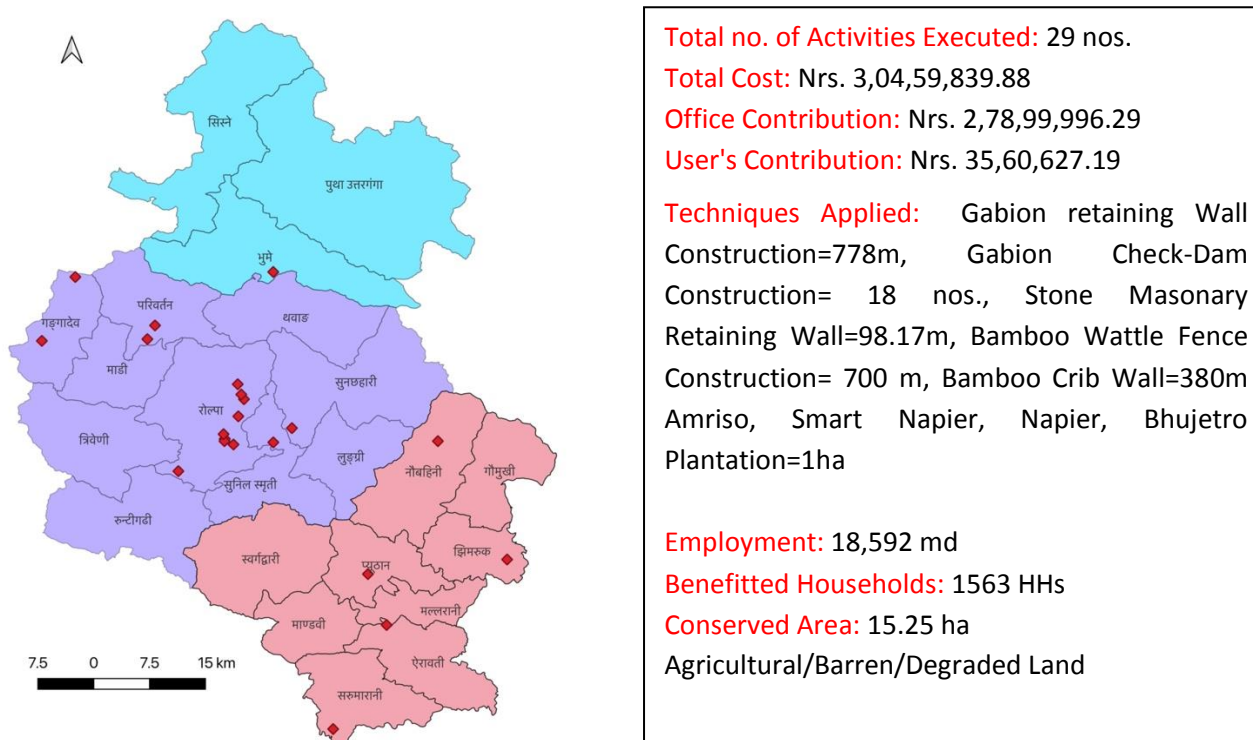 सिस्ने
पुथा उत्तरगंगा
भुमे
परिवर्तन
गङ्गादेव
थवाङ
माडी
सुनछहारी
रोल्पा
त्रिवेणी
लुङग्री
नौबहिनी
गौमुखी
सुनिल स्मृती
रुन्टीगढी
स्वर्गद्वारी
झिमरुक
प्यूठान
मल्लरानी
माण्डवी
ऐरावती
सरुमारानी
7.5 0 7.5 15 km
Total no. of Activities Executed: 29 nos.
Total Cost: Nrs. 3,04,59,839.88
Office Contribution: Nrs. 2,78,99,996.29
User's Contribution: Nrs. 35,60,627.19
Techniques Applied: Gabion retaining Wall
Construction=778m, Gabion Check-Dam
Construction= 18 nos., Stone Masonary
Retaining Wall=98.17m, Bamboo Wattle Fence
Construction= 700 m, Bamboo Crib Wall=380m
Amriso, Smart Napier, Napier, Bhujetro
Plantation=1ha
Employment: 18,592 md
Benefitted Households: 1563 HHs
Conserved Area: 15.25 ha
Agricultural/Barren/Degraded Land